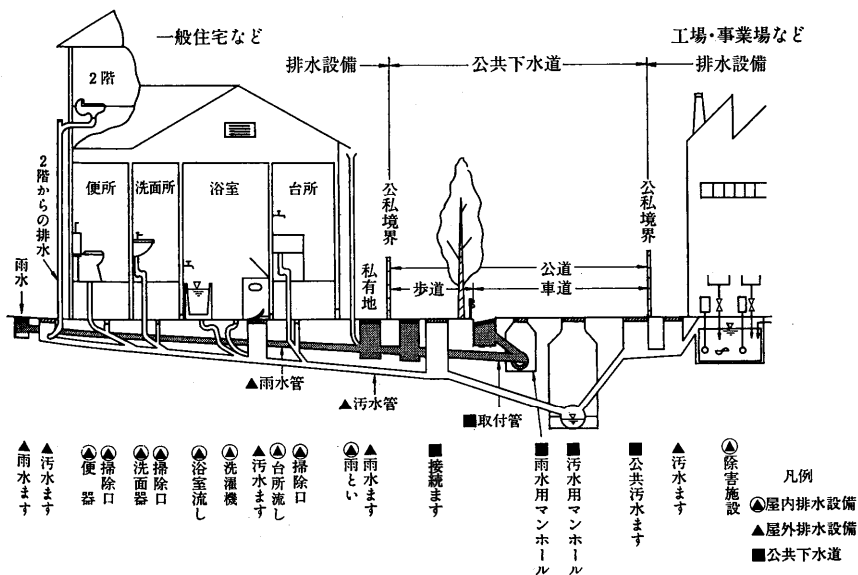 一般住宅など
工場・事業場など
排水設備
公共下水道
排水設備
2階
2階からの排水
便所
洗面所
浴室
台所
雨水
公私境界
私有地
公道
歩道
車道
公私境界
▲雨水管
▲汚水管
■取付管
▲雨水ます
▲汚水ます
▲便器
▲掃除口
▲洗面器
▲掃除口
▲浴室流し
▲洗濯機
▲汚水ます
▲台所流し
▲掃除口
▲雨とい
▲雨水ます
■接続ます
■雨水用マンホール
■汚水用マンホール
■公共汚水ます
▲汚水ます
▲除害施設
凡例
▲屋内排水設備
▲屋外排水設備
■公共下水道